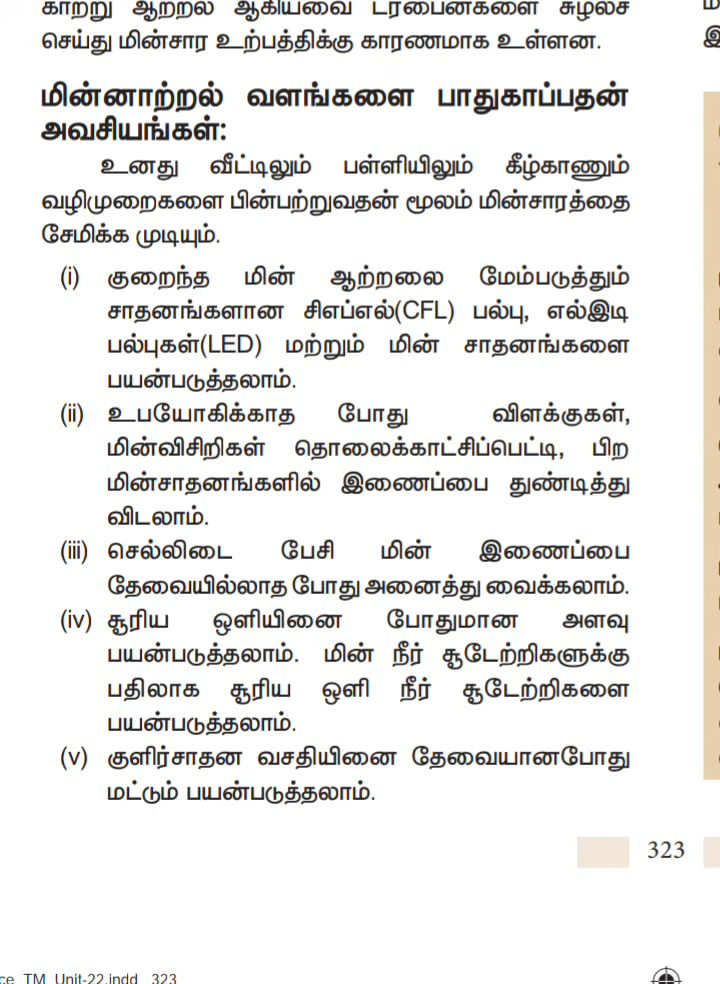 காற்று ஆற்றல் ஆகியவை டர்பைன்களை சுழலச்
செய்து மின்சார உற்பத்திக்கு காரணமாக உள்ளன.
மின்னாற்றல் வளங்களை பாதுகாப்பதன்
அவசியங்கள்:
உனது வீட்டிலும் பள்ளியிலும் கீழ்காணும்
வழிமுறைகளை பின்பற்றுவதன் மூலம் மின்சாரத்தை
சேமிக்க முடியும்.
(i) குறைந்த மின் ஆற்றலை மேம்படுத்தும்
சாதனங்களான சிஎப்எல்(CFL) பல்பு, எல்இடி
பல்புகள்(LED) மற்றும் மின் சாதனங்களை
பயன்படுத்தலாம்.
(ii) உபயோகிக்காத போது விளக்குகள்,
மின்விசிறிகள் தொலைக்காட்சிப்பெட்டி, பிற
மின்சாதனங்களில் இணைப்பை துண்டித்து
விடலாம்.
(iii) செல்லிடை பேசி மின் இணைப்பை
தேவையில்லாத போது அனைத்து வைக்கலாம்.
(iv) சூரிய ஒளியினை போதுமான அளவு
பயன்படுத்தலாம். மின் நீர் சூடேற்றிகளுக்கு
பதிலாக சூரிய ஒளி நீர் சூடேற்றிகளை
பயன்படுத்தலாம்.
(v) குளிர்சாதன வசதியினை தேவையானபோது
மட்டும் பயன்படுத்தலாம்.
323
ce_TM_Unit-22.indd 323